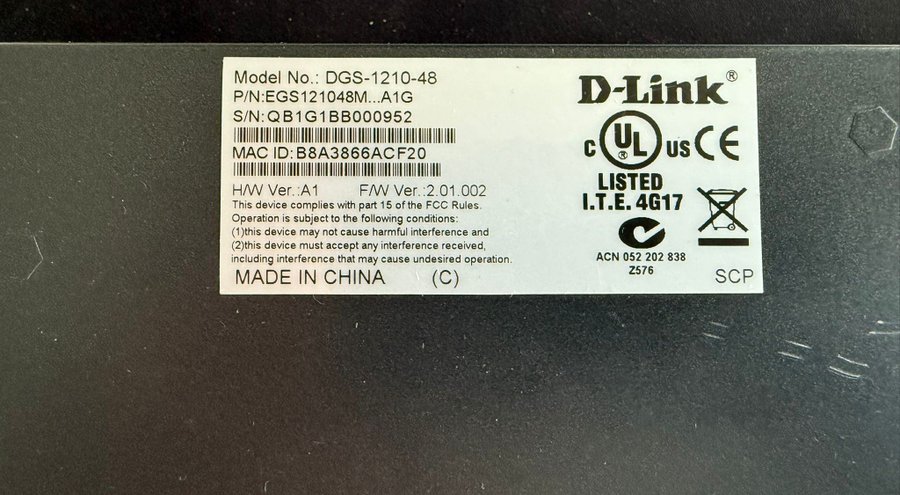 Model No.: DGS-1210-48
P/N:EGS121048M...A1G
S/N:QB1G1BB000952
MAC ID:B8A3866ACF20
H/W Ver.:A1 F/W Ver.:2.01.002
This device complies with part 15 of the FCC Rules.
Operation is subject to the following conditions:
(1)this device may not cause harmful interference and
(2)this device must accept any interference received,
including interference that may cause undesired operation.
MADE IN CHINA (C)
D-Link®
C UL® US CE
LISTED
I.T.E. 4G17
ACN 052 202 838
Z576
SCP